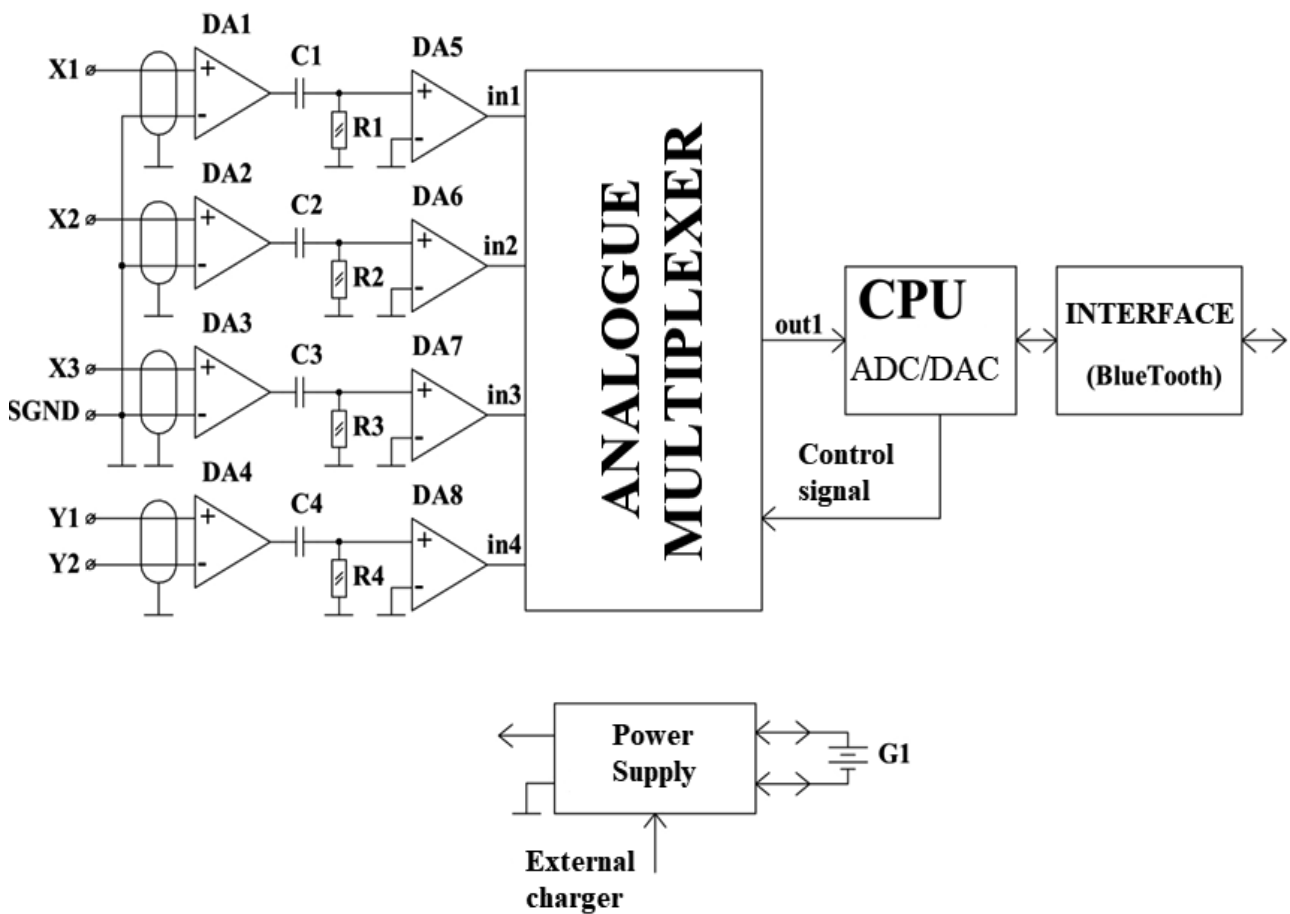 DA1
X1
+
-
C1
R1
DA5
+
-
in1
DA2
X2
+
-
C2
R2
DA6
+
-
in2
DA3
X3
+
SGND
-
C3
R3
DA7
+
-
in3
DA4
Y1
+
Y2
-
C4
R4
DA8
+
-
in4
ANALOGUE
MULTIPLEXER
out1
CPU
ADC/DAC
Control
signal
INTERFACE
(BlueTooth)
Power
Supply
G1
External
charger